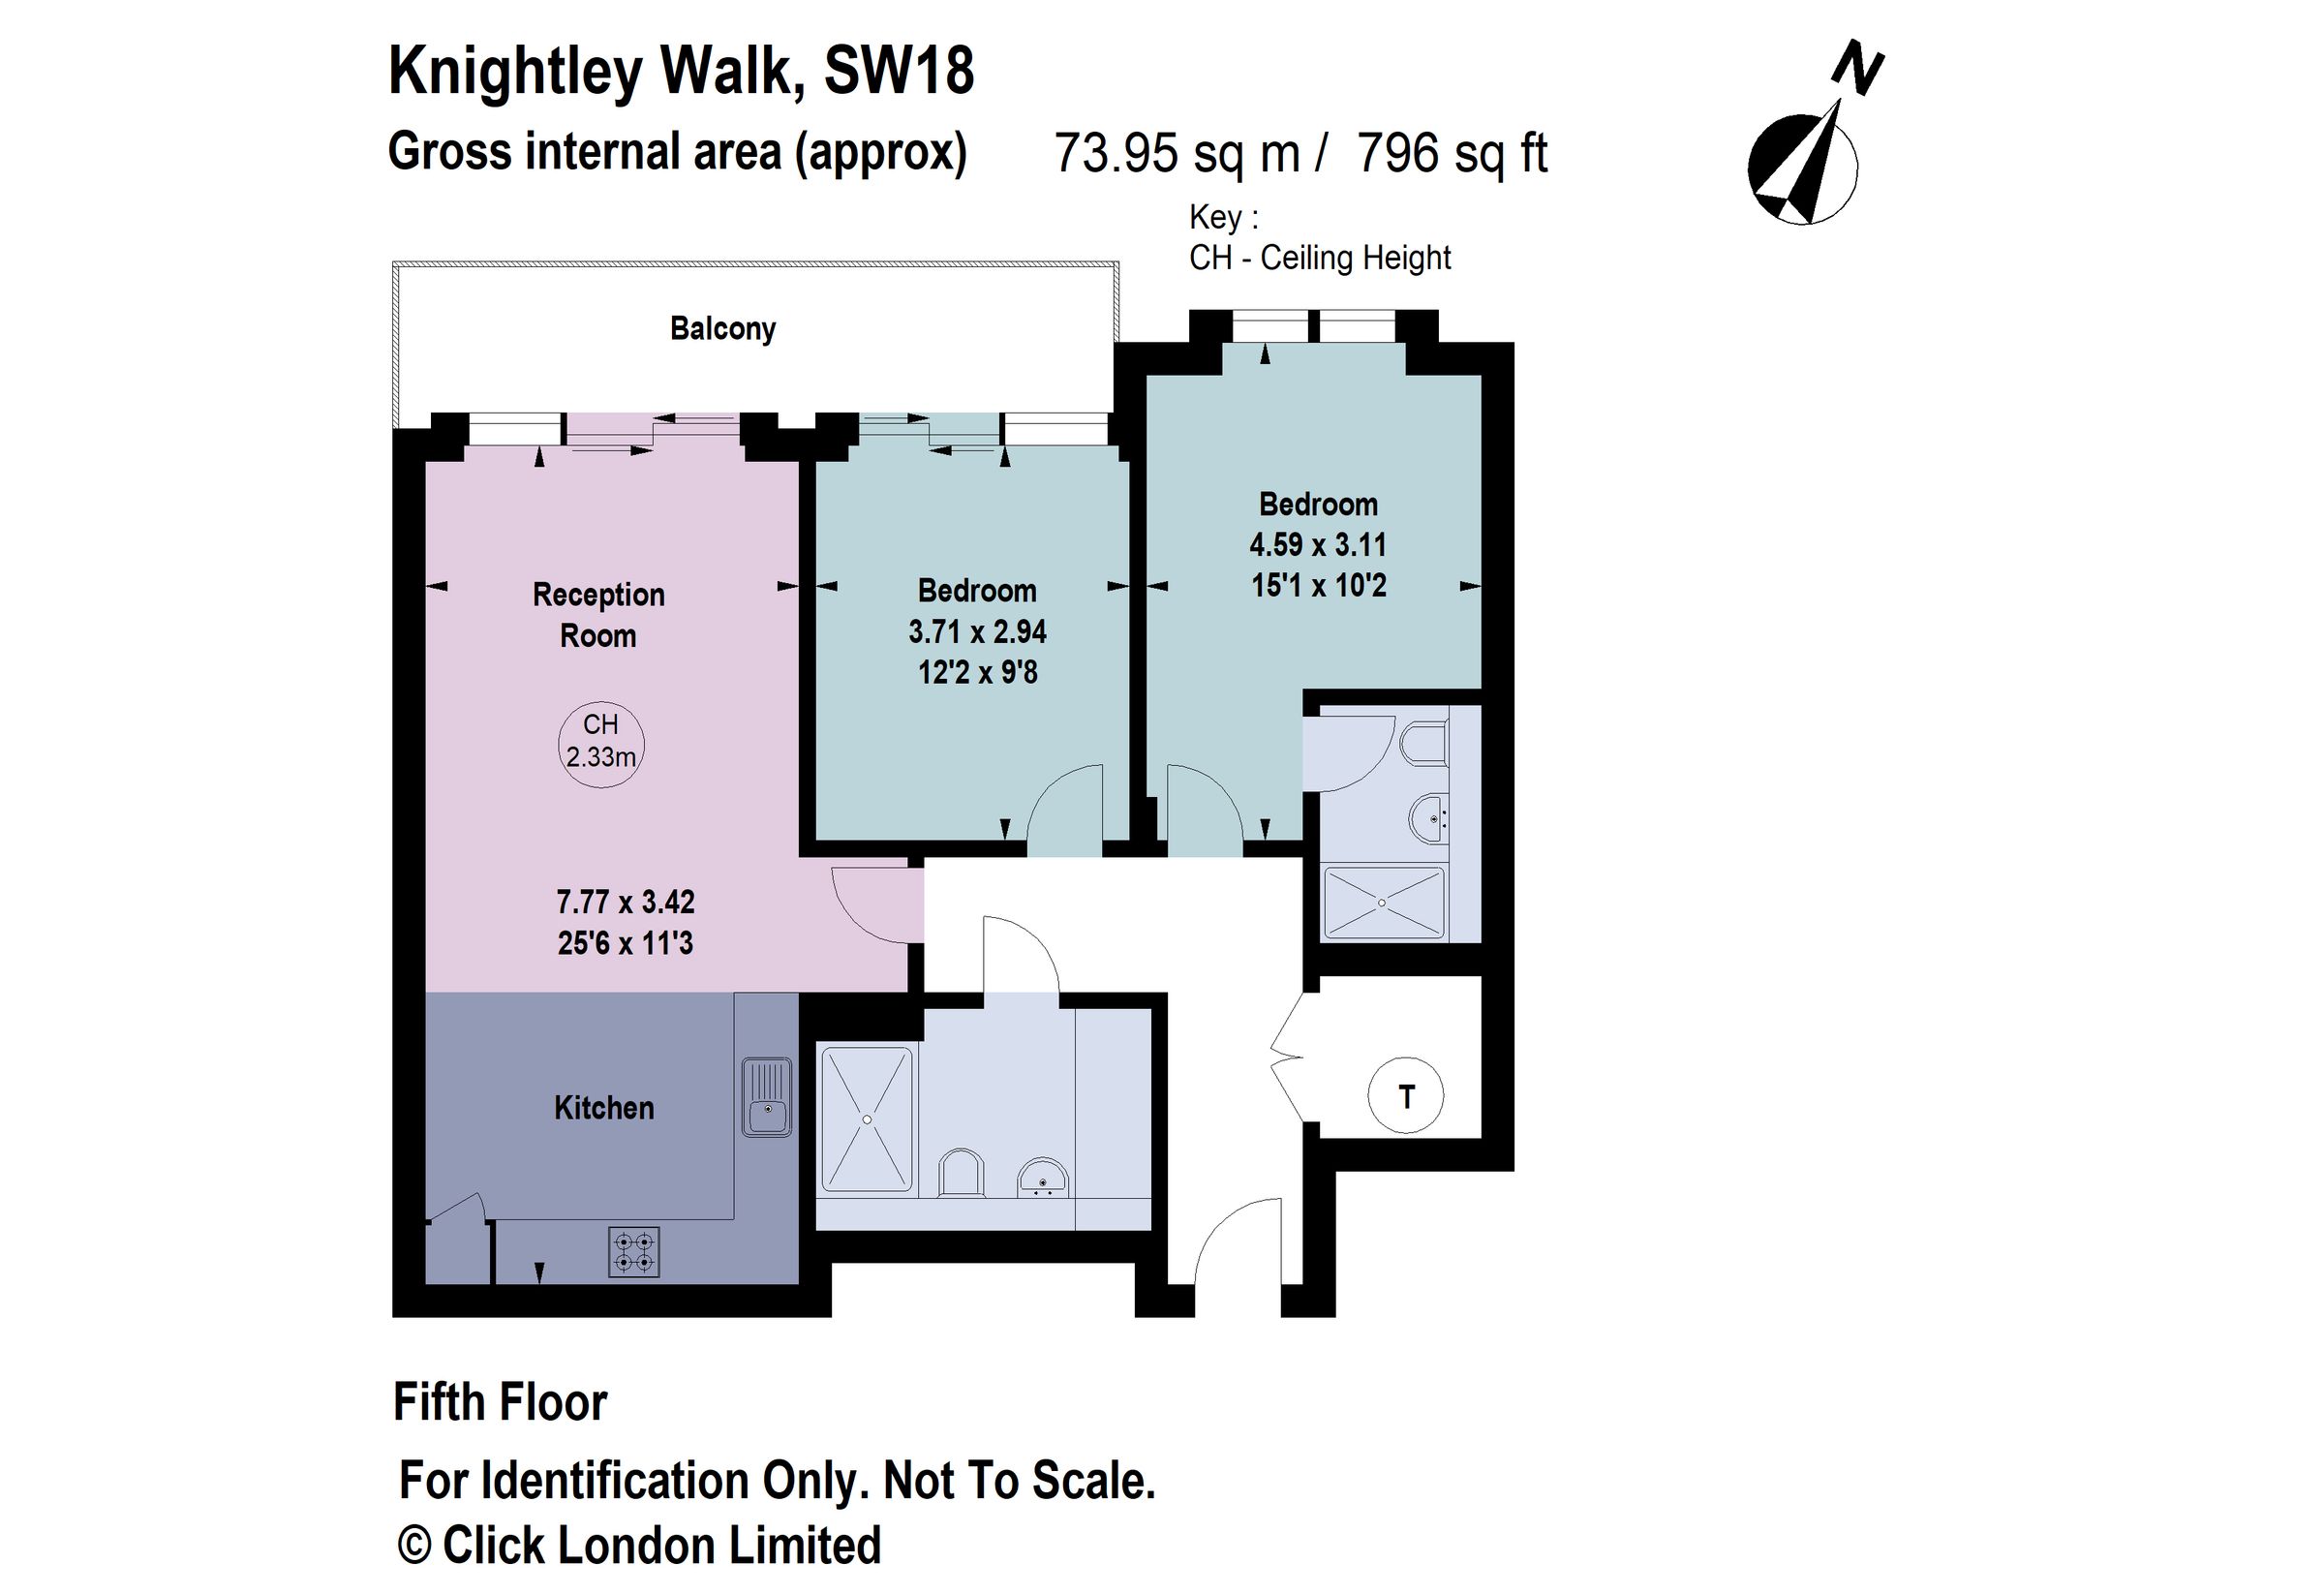 Knightley Walk, SW18
Gross internal area (approx) 73.95 sq m / 796 sq ft
N
Key :
CH - Ceiling Height
Balcony
Bedroom
4.59 x 3.11
15'1 x 10'2
Bedroom
3.71 x 2.94
12'2 x 9'8
Reception
Room
CH
2.33m
7.77 x 3.42
25'6 x 11'3
Kitchen
T
Fifth Floor
For Identification Only. Not To Scale.
© Click London Limited